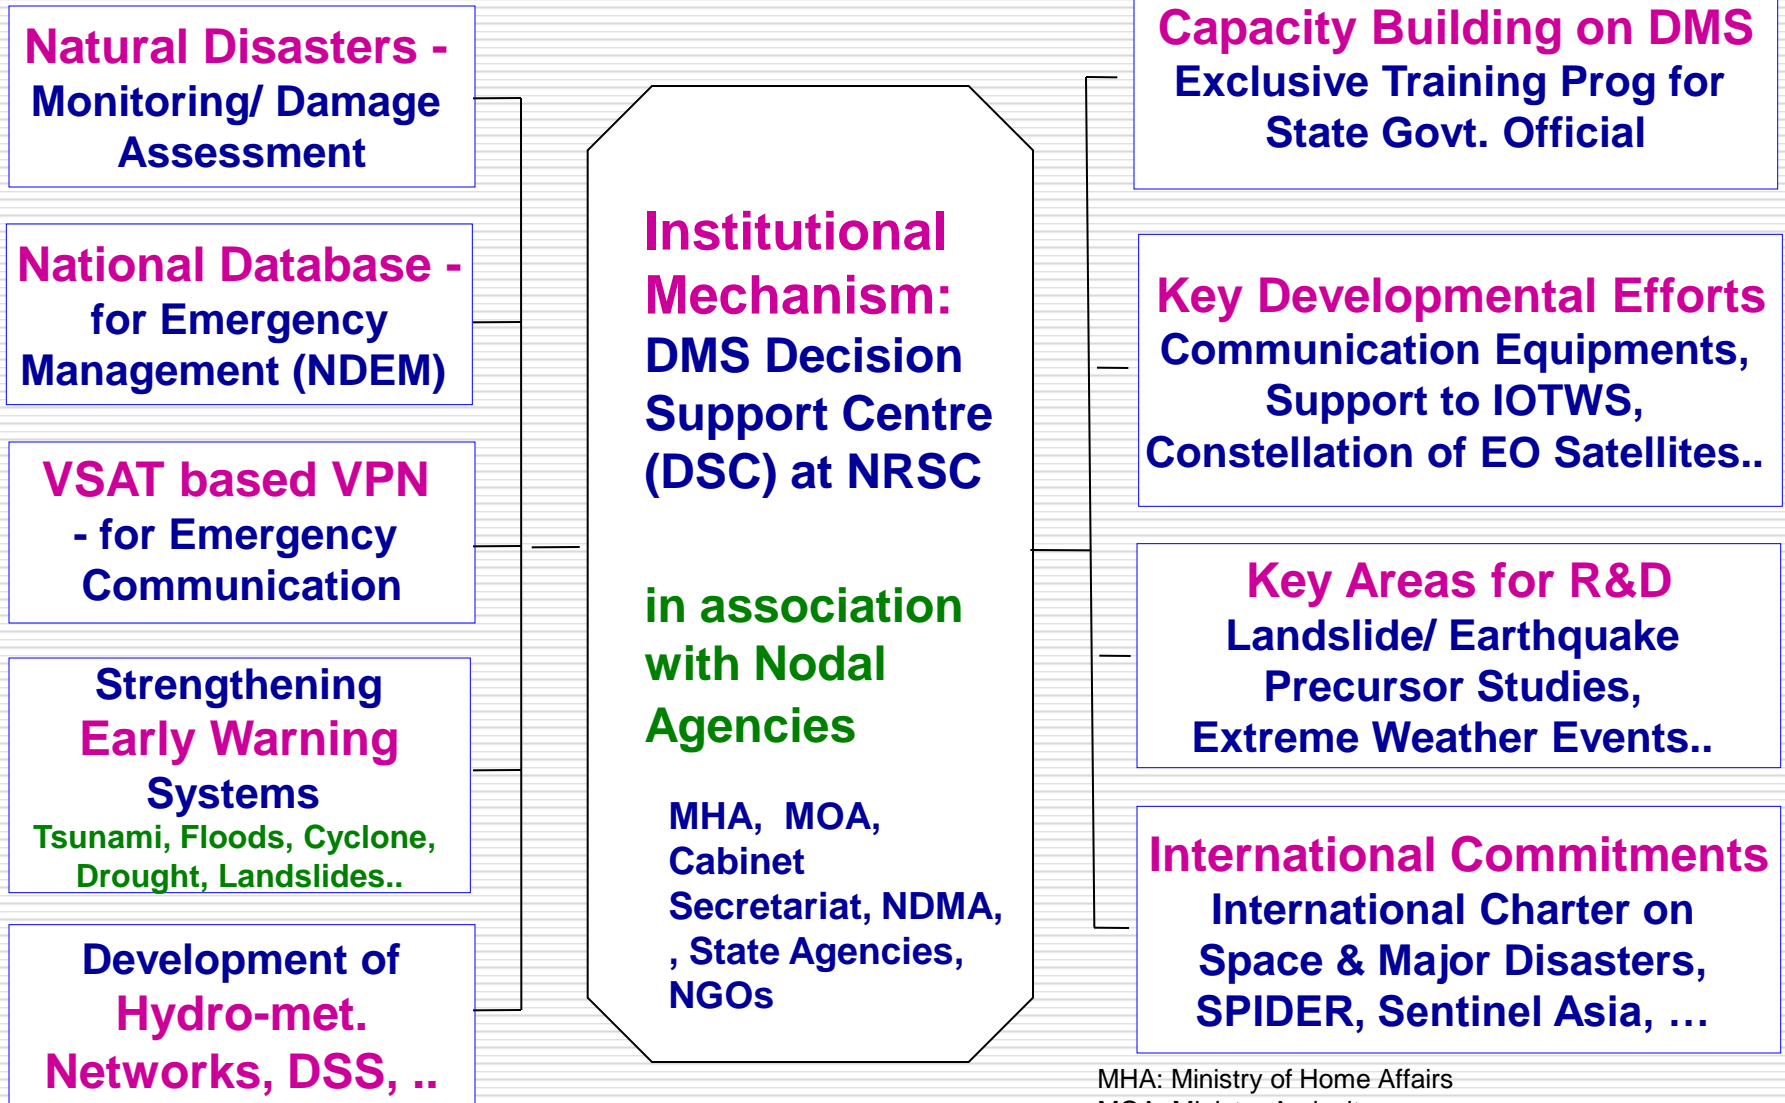 Natural Disasters -
Monitoring/ Damage
Assessment
National Database -
for Emergency
Management (NDEM)
VSAT based VPN
- for Emergency
Communication
Strengthening
Early Warning
Systems
Tsunami, Floods, Cyclone,
Drought, Landslides..
Development of
Hydro-met.
Networks, DSS, ..
Institutional
Mechanism:
DMS Decision
Support Centre
(DSC) at NRSC
in association
with Nodal
Agencies
MHA, MOA,
Cabinet
Secretariat, NDMA,
, State Agencies,
NGOs
Capacity Building on DMS
Exclusive Training Prog for
State Govt. Official
Key Developmental Efforts
Communication Equipments,
Support to IOTWS,
Constellation of EO Satellites..
Key Areas for R&D
Landslide/ Earthquake
Precursor Studies,
Extreme Weather Events..
International Commitments
International Charter on
Space & Major Disasters,
SPIDER, Sentinel Asia, …
MHA: Ministry of Home Affairs